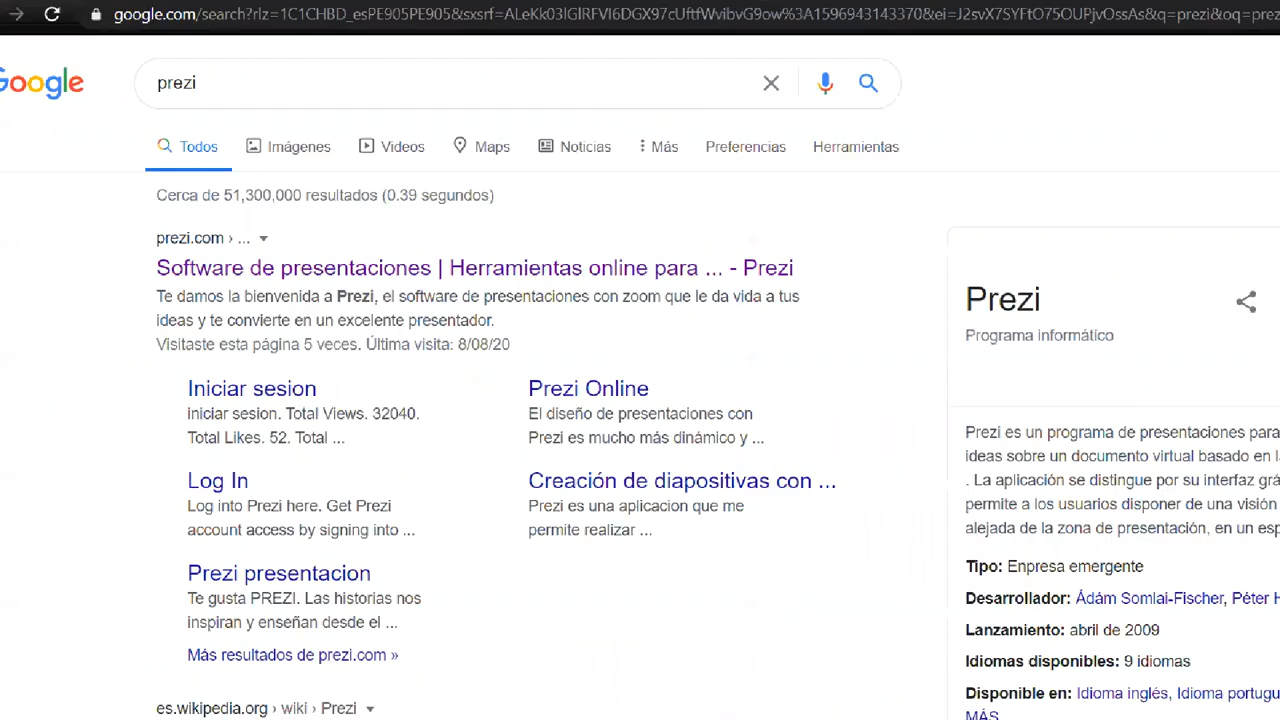 google.com/search?rlz=1C1CHBD_esPE905PE905&sxsrf=ALeKk03lGlRFVI6DGX97cUftfWvibvG9ow%3A1596943143370&ei=J2svX7SYFtO75OUPjvOssAs&q=prezi&oq=prez
Google
prezi
Todos Imágenes Videos Maps Noticias Más Preferencias Herramientas
Cerca de 51,300,000 resultados (0.39 segundos)
prezi.com › ...
Software de presentaciones | Herramientas online para ... - Prezi
Te damos la bienvenida a Prezi, el software de presentaciones con zoom que le da vida a tus
ideas y te convierte en un excelente presentador.
Visitaste esta página 5 veces. Última visita: 8/08/20
Iniciar sesion
iniciar sesion. Total Views. 32040.
Total Likes. 52. Total ...
Prezi Online
El diseño de presentaciones con
Prezi es mucho más dinámico y ...
Log In
Log into Prezi here. Get Prezi
account access by signing into ...
Creación de diapositivas con ...
Prezi es una aplicacion que me
permite realizar ...
Prezi presentacion
Te gusta PREZI. Las historias nos
inspiran y enseñan desde el ...
Más resultados de prezi.com »
es.wikipedia.org › wiki › Prezi
Prezi
Programa informático
Prezi es un programa de presentaciones para
ideas sobre un documento virtual basado en la
. La aplicación se distingue por su interfaz grá
permite a los usuarios disponer de una visión
alejada de la zona de presentación, en un esp
Tipo: Enpresa emergente
Desarrollador: Ádám Somlai-Fischer, Péter H
Lanzamiento: abril de 2009
Idiomas disponibles: 9 idiomas
Disponible en: Idioma inglés, Idioma portugu
MÁS